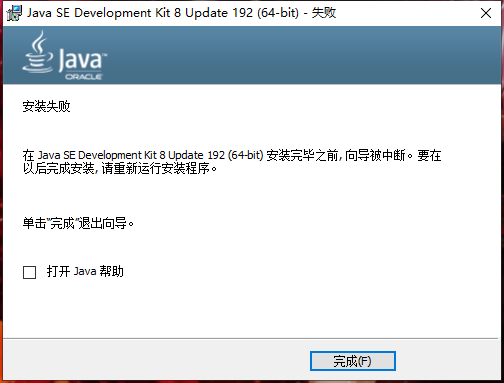 Java SE Development Kit 8 Update 192 (64-bit) - 失败
Java
ORACLE
安装失败
在 Java SE Development Kit 8 Update 192 (64-bit) 安装完毕之前, 向导被中断。要在
以后完成安装, 请重新运行安装程序。
单击“完成”退出向导。
打开 Java 帮助
完成(F)